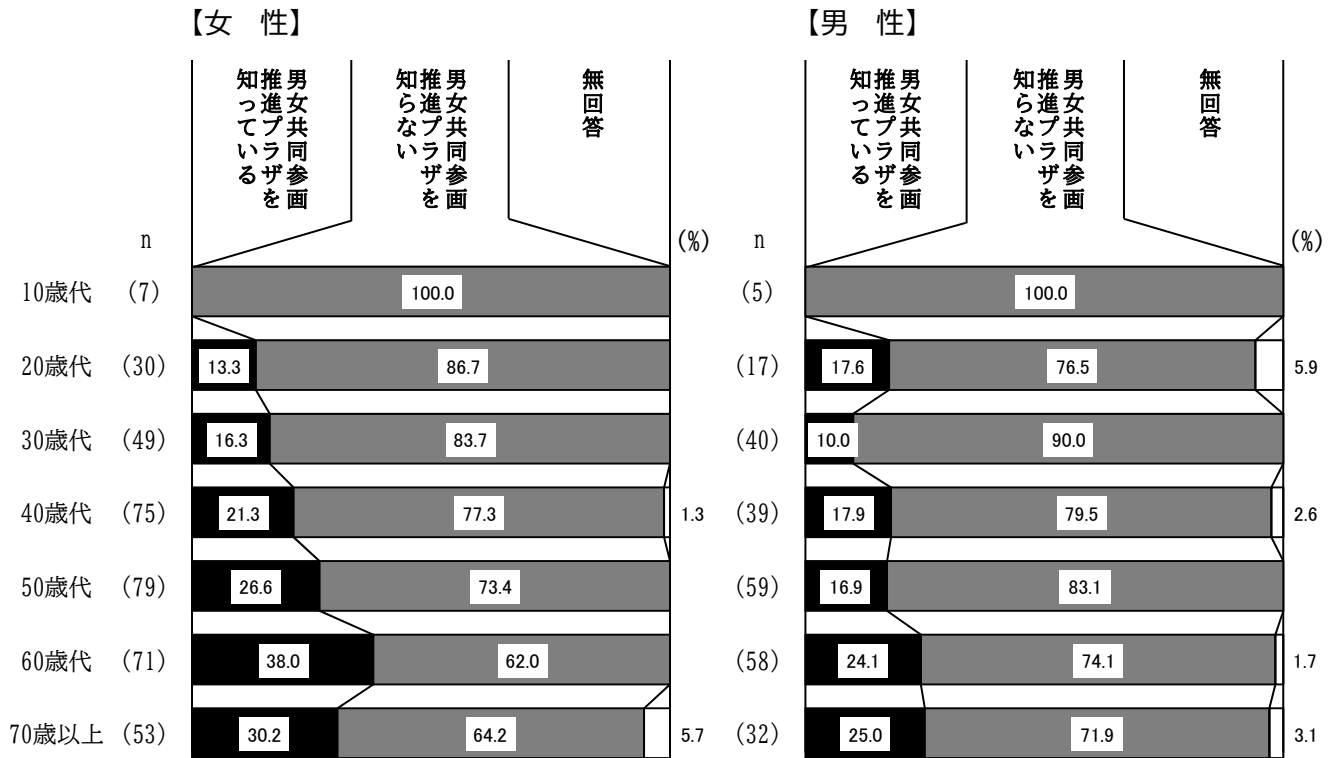 【女　性】
男女共同参画
推進プラザを
知っている
男女共同参画
推進プラザを
知らない
無回答
n
(%)
10歳代 (7) 100.0
20歳代 (30) 13.3 86.7
30歳代 (49) 16.3 83.7
40歳代 (75) 21.3 77.3 1.3
50歳代 (79) 26.6 73.4
60歳代 (71) 38.0 62.0
70歳以上 (53) 30.2 64.2 5.7
【男　性】
男女共同参画
推進プラザを
知っている
男女共同参画
推進プラザを
知らない
無回答
n
(%)
(5) 100.0
(17) 17.6 76.5 5.9
(40) 10.0 90.0
(39) 17.9 79.5 2.6
(59) 16.9 83.1
(58) 24.1 74.1 1.7
(32) 25.0 71.9 3.1